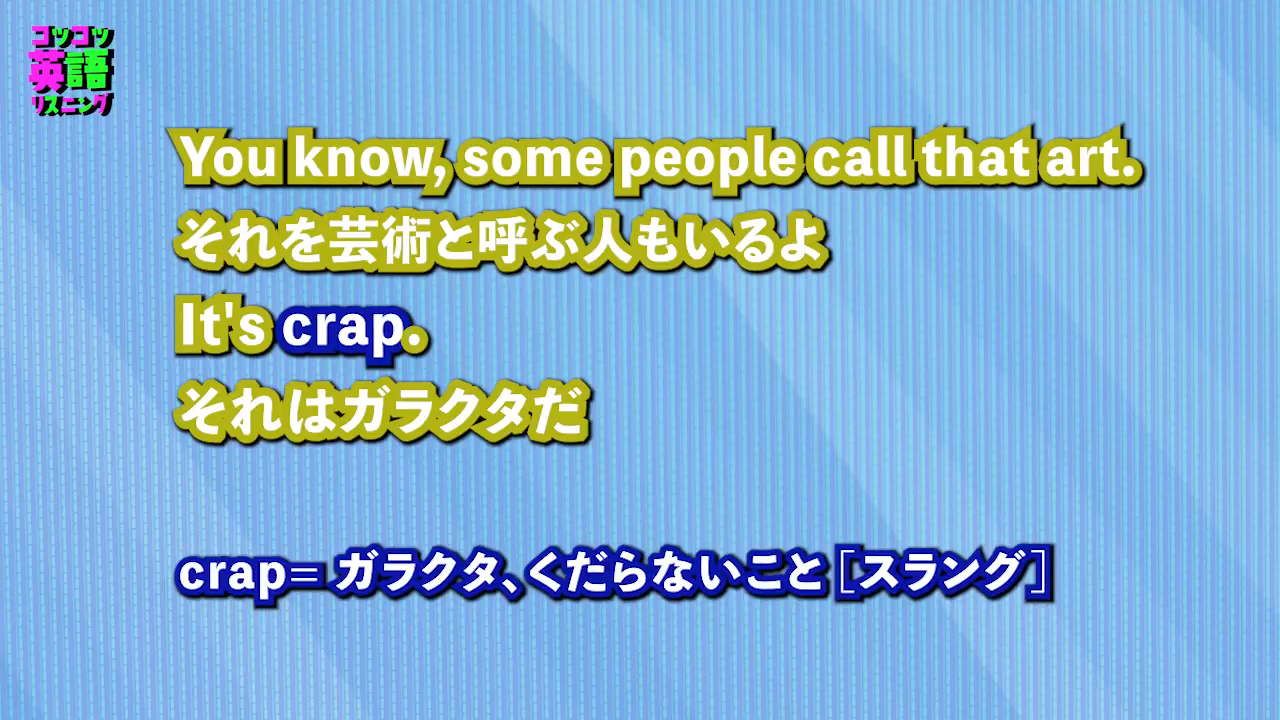 コツコツ
英語
リスニング
You know, some people call that art.
それを芸術と呼ぶ人もいるよ
It's crap.
それはガラクタだ
crap= ガラクタ、くだらないこと［スラング］